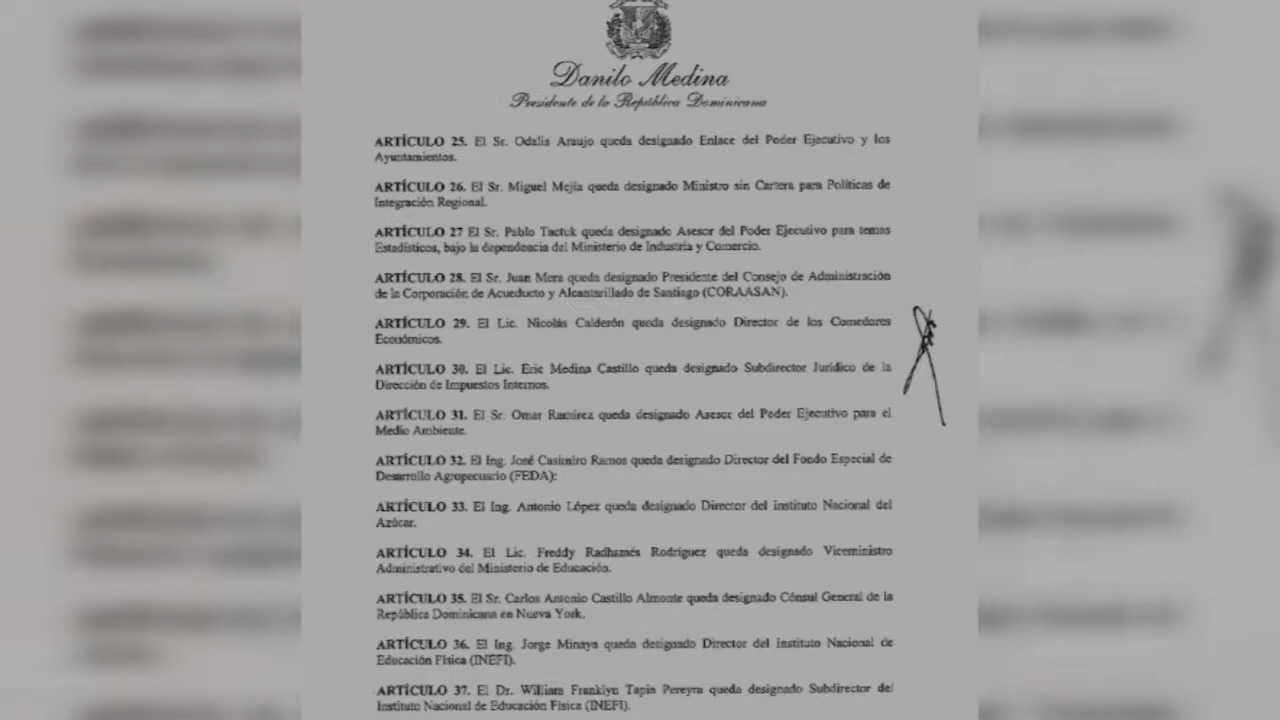 Danilo Medina
Presidente de la República Dominicana
ARTÍCULO 25. El Sr. Odalis Araujo queda designado Enlace del Poder Ejecutivo y los
Ayuntamientos.
ARTÍCULO 26. El Sr. Miguel Mejía queda designado Ministro sin Cartera para Políticas de
Integración Regional.
ARTÍCULO 27 El Sr. Pablo Tactuk queda designado Asesor del Poder Ejecutivo para temas
Estadísticos, bajo la dependencia del Ministerio de Industria y Comercio.
ARTÍCULO 28. El Sr. Juan Mera queda designado Presidente del Consejo de Administración
de la Corporación de Acueducto y Alcantarillado de Santiago (CORAASAN).
ARTÍCULO 29. El Lic. Nicolás Calderón queda designado Director de los Comedores
Económicos.
ARTÍCULO 30. El Lic. Eric Medina Castillo queda designado Subdirector Jurídico de la
Dirección de Impuestos Internos.
ARTÍCULO 31. El Sr. Omar Ramírez queda designado Asesor del Poder Ejecutivo para el
Medio Ambiente.
ARTÍCULO 32. El Ing. José Casimiro Ramos queda designado Director del Fondo Especial de
Desarrollo Agropecuario (FEDA):
ARTÍCULO 33. El Ing. Antonio López queda designado Director del Instituto Nacional del
Azúcar.
ARTÍCULO 34. El Lic. Freddy Radhamés Rodríguez queda designado Viceministro
Administrativo del Ministerio de Educación.
ARTÍCULO 35. El Sr. Carlos Antonio Castillo Almonte queda designado Cónsul General de la
República Dominicana en Nueva York.
ARTÍCULO 36. El Ing. Jorge Minaya queda designado Director del Instituto Nacional de
Educación Física (INEFI).
ARTÍCULO 37. El Dr. William Franklyn Tapia Pereyra queda designado Subdirector del
Instituto Nacional de Educación Física (INEFI).